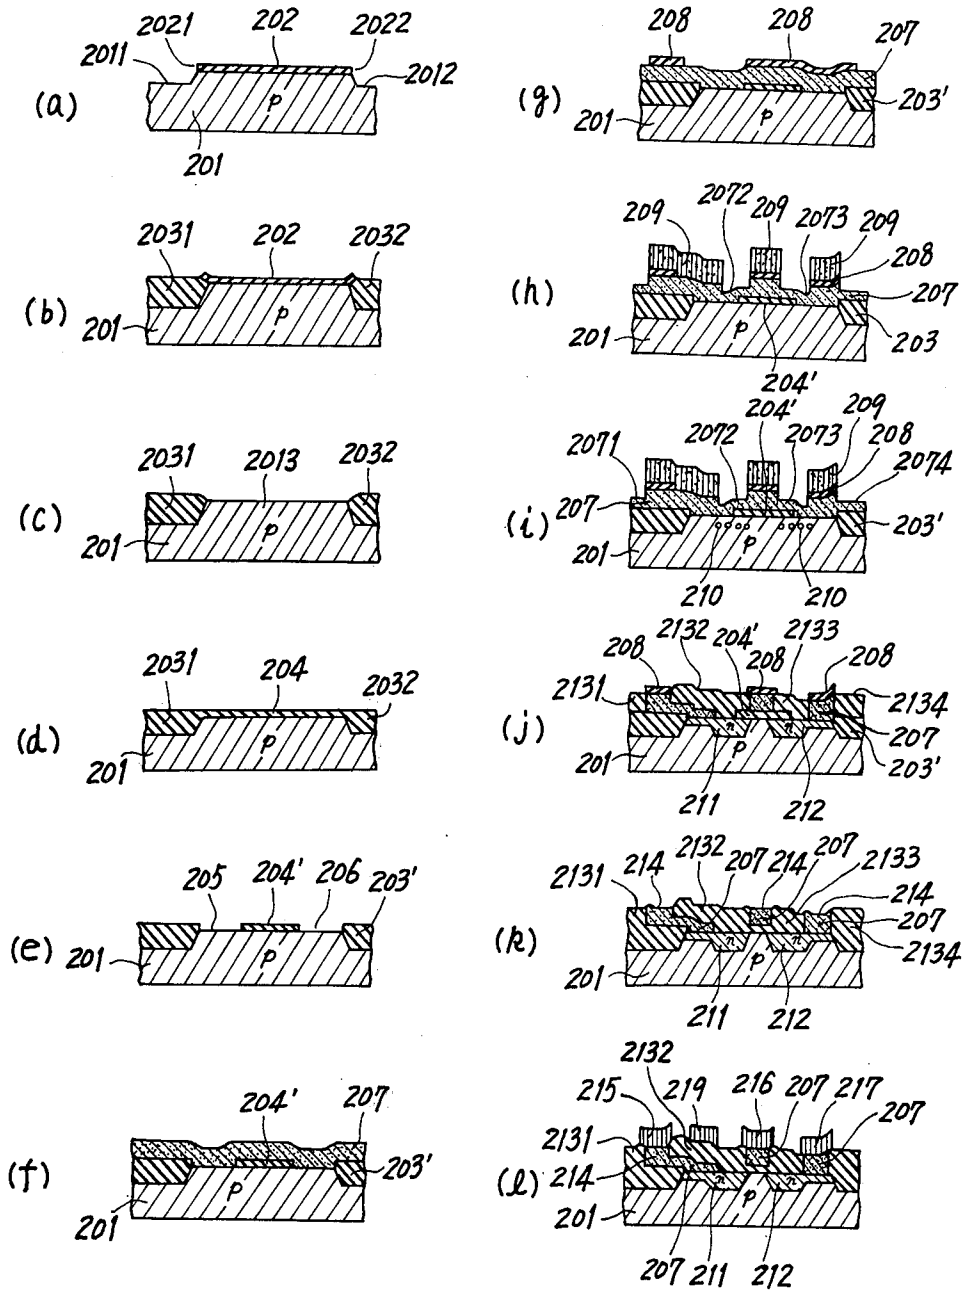 2021 202 2022
2011 2012
(a) p
201
2031 202 2032
(b) p
201
2031 2013 2032
(c) p
201
2031 204 2032
(d) p
201
205 204' 206 203'
(e) p
201
204' 207
(f) p 203'
201
208 208 207
(g) p 203'
201
209 2072 209 2073 209
208
(h) 207
201 p 203
204'
204' 209
2071 2072 2073 208
2074
207
(i) p 203'
201
210 210
2132 204' 2133
208 208 208
2131 2134
(j) n n 207
201 p 203'
211 212
214 2132 207 214 207 2133
2131 214
207
(k) n n 2134
201 p
211 212
2132
215 219 216 207 217 207
2131
214
(l) n n
201 p
207 211 212